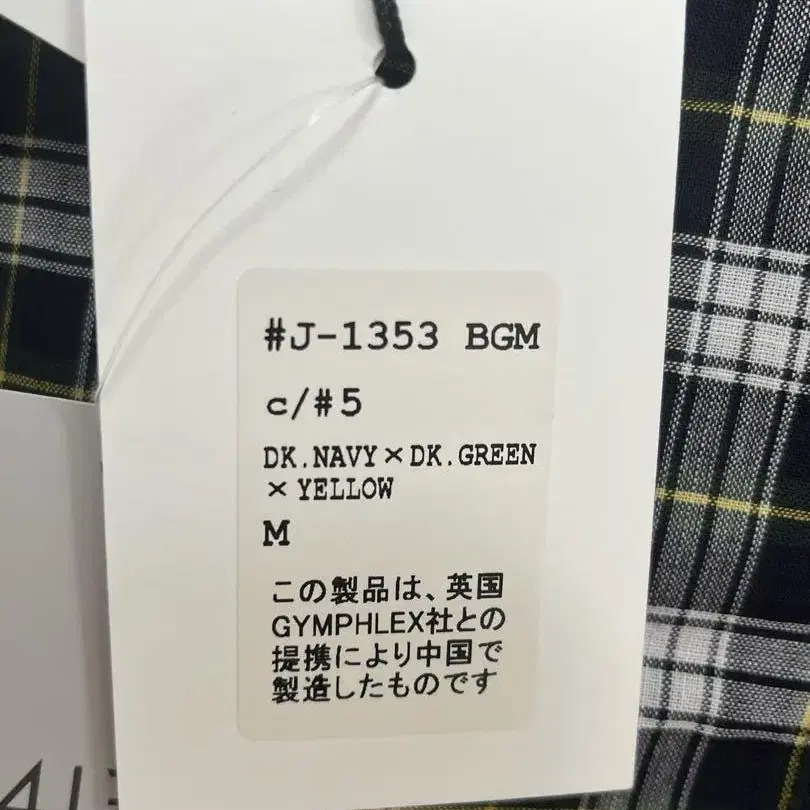 #J-1353 BGM
c/#5
DK.NAVY×DK.GREEN
×YELLOW
M
この製品は、英国
GYMPHLEX社との
提携により中国で
製造したものです